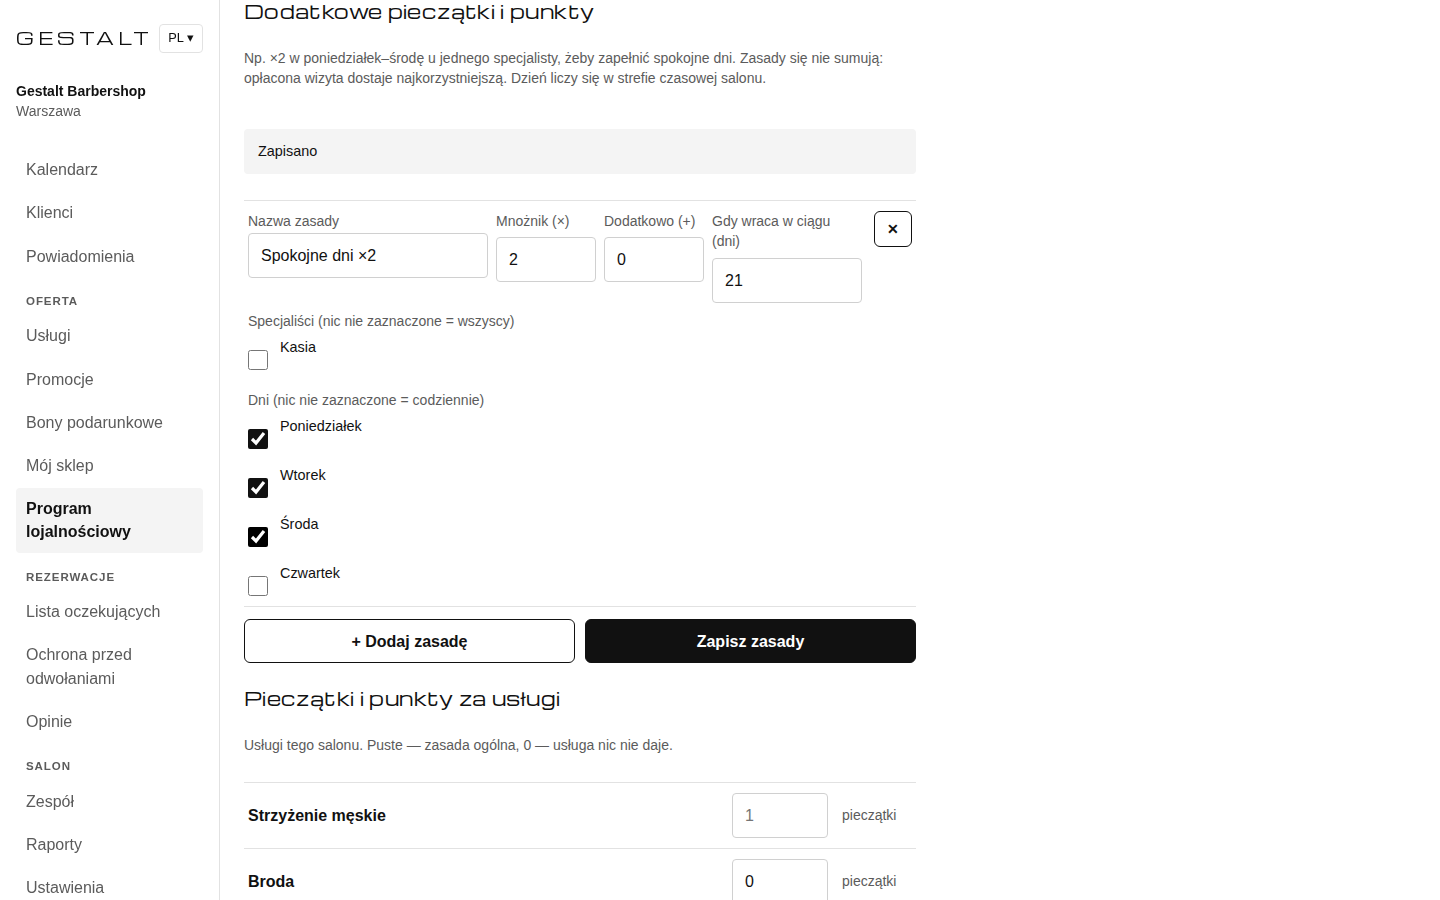 GESTALT
PL ▾
Gestalt Barbershop
Warszawa
Kalendarz
Klienci
Powiadomienia
OFERTA
Usługi
Promocje
Bony podarunkowe
Mój sklep
Program
lojalnościowy
REZERWACJE
Lista oczekujących
Ochrona przed
odwołaniami
Opinie
SALON
Zespół
Raporty
Ustawienia
Dodatkowe pieczątki i punkty
Np. ×2 w poniedziałek–środę u jednego specjalisty, żeby zapełnić spokojne dni. Zasady się nie sumują:
opłacona wizyta dostaje najkorzystniejszą. Dzień liczy się w strefie czasowej salonu.
Zapisano
Nazwa zasady
Spokojne dni ×2
Mnożnik (×)
2
Dodatkowo (+)
0
Gdy wraca w ciągu
(dni)
21
×
Specjaliści (nic nie zaznaczone = wszyscy)
Kasia
Dni (nic nie zaznaczone = codziennie)
Poniedziałek
Wtorek
Środa
Czwartek
+ Dodaj zasadę
Zapisz zasady
Pieczątki i punkty za usługi
Usługi tego salonu. Puste — zasada ogólna, 0 — usługa nic nie daje.
Strzyżenie męskie
1
pieczątki
Broda
0
pieczątki